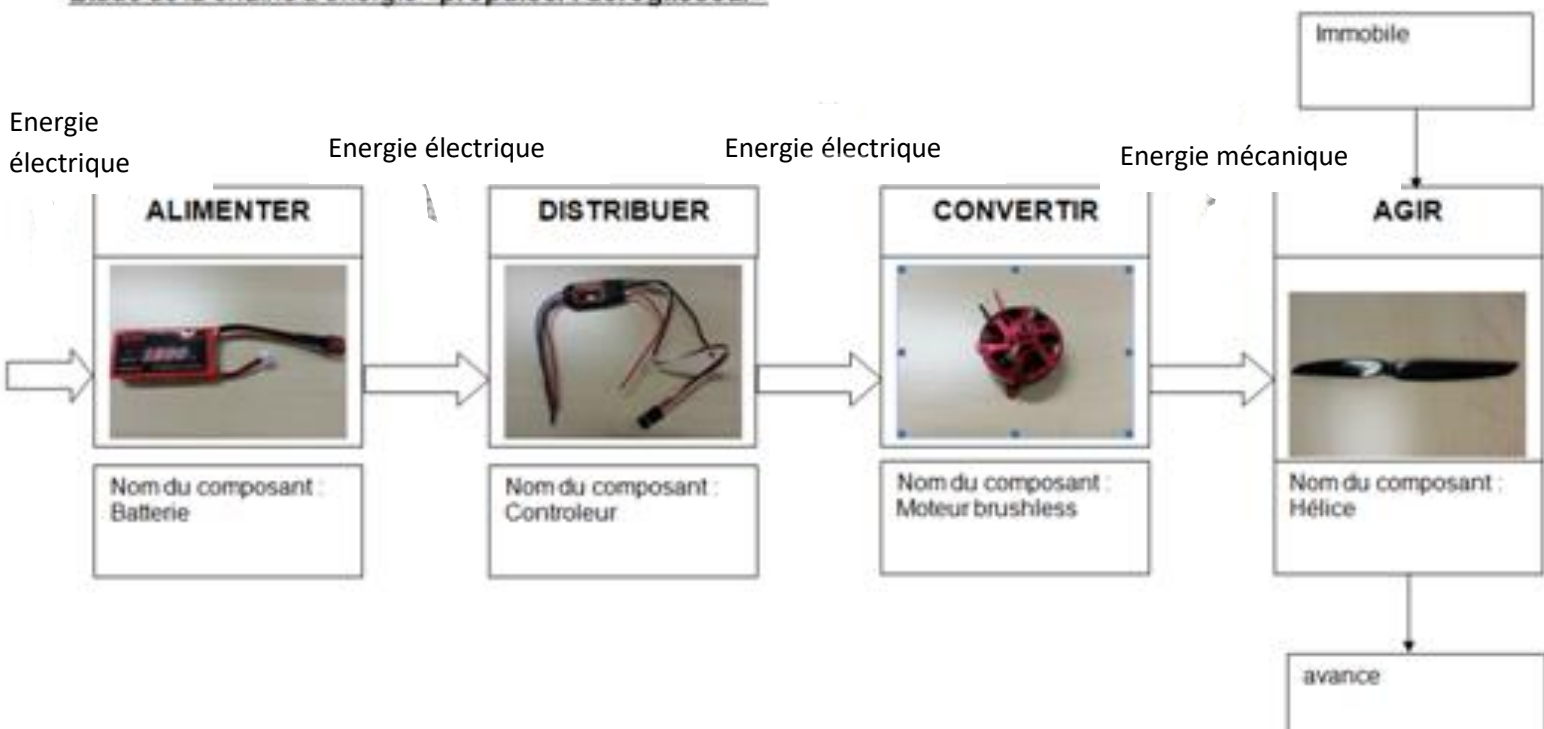 Immobile
Energie
électrique
Energie électrique
Energie électrique
Energie mécanique
ALIMENTER
DISTRIBUER
CONVERTIR
AGIR
Nom du composant :
Batterie
Nom du composant :
Controleur
Nom du composant :
Moteur brushless
Nom du composant :
Hélice
avance